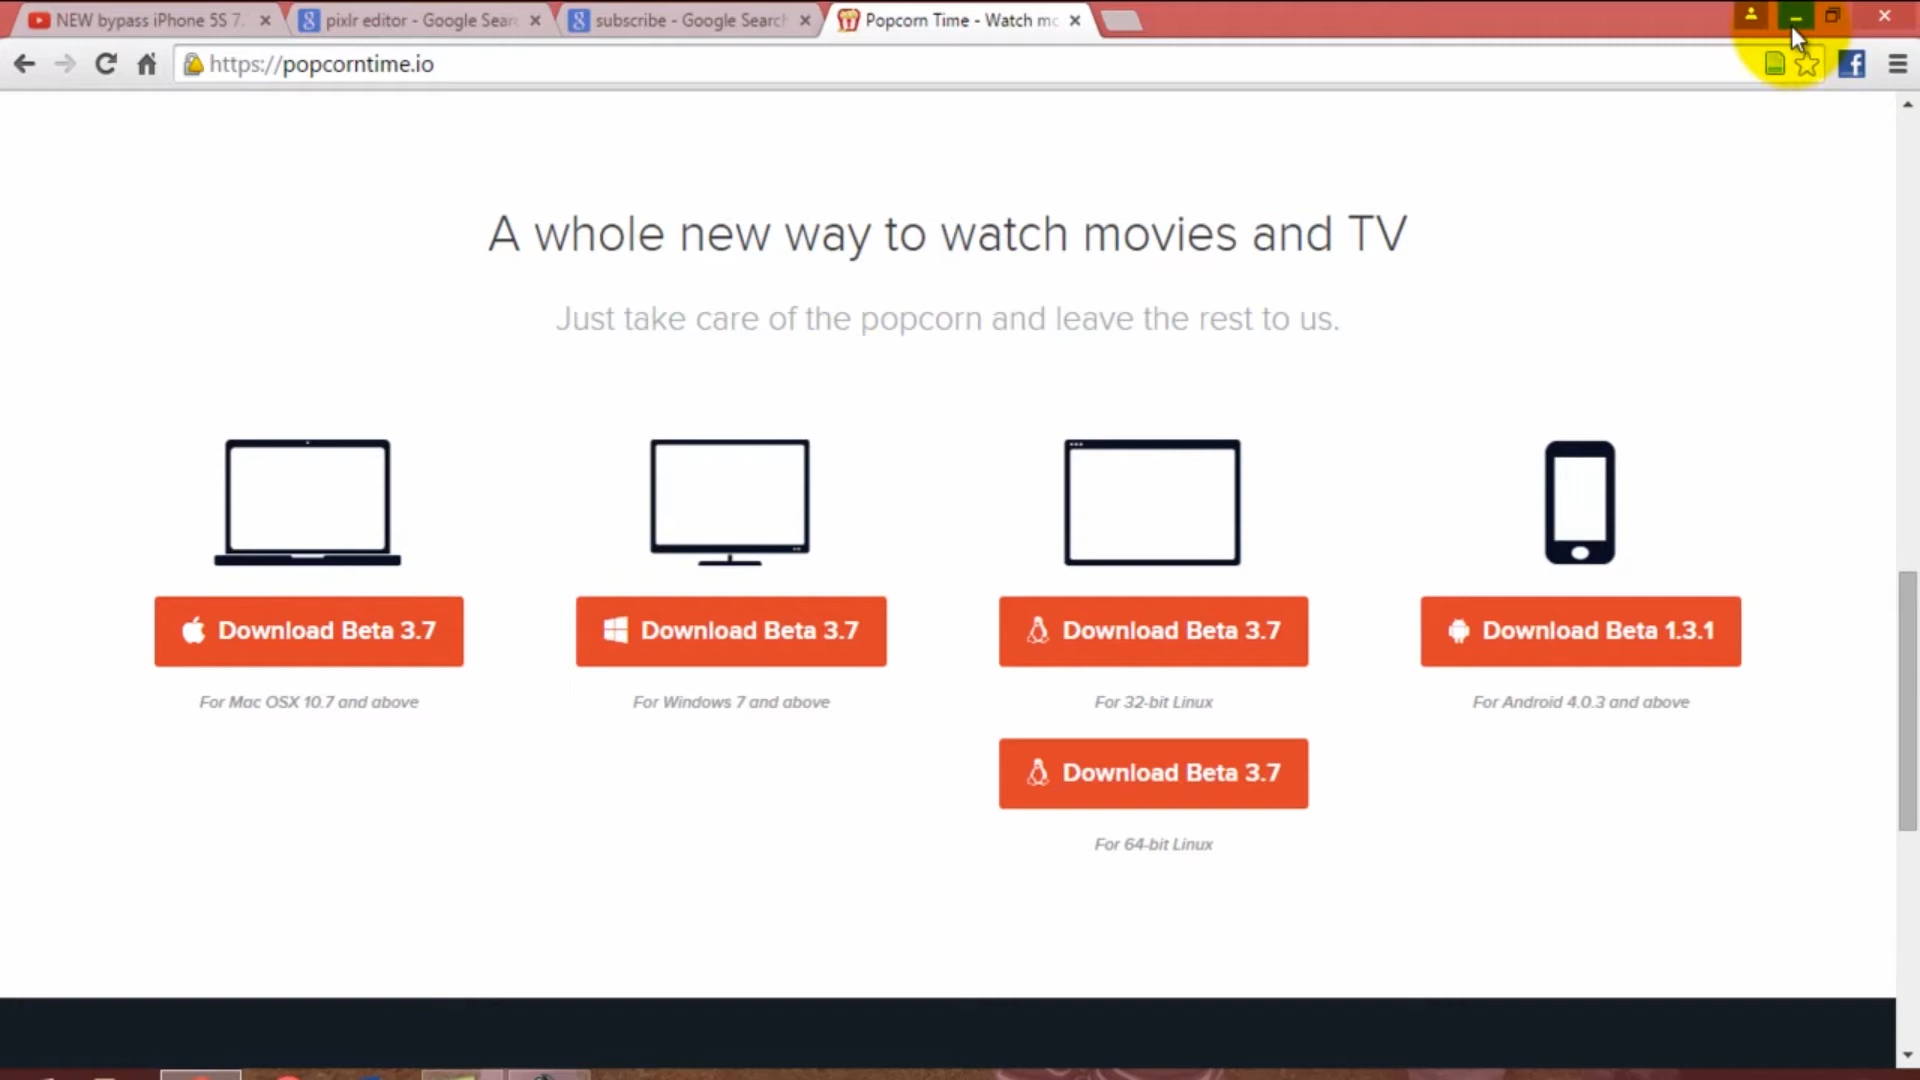 NEW bypass iPhone 5S 7.
pixlr editor - Google Sear
subscribe - Google Search
Popcorn Time - Watch mo
https://popcorntime.io
A whole new way to watch movies and TV
Just take care of the popcorn and leave the rest to us.
Download Beta 3.7
Download Beta 3.7
Download Beta 3.7
Download Beta 1.3.1
For Mac OSX 10.7 and above
For Windows 7 and above
For 32-bit Linux
For Android 4.0.3 and above
Download Beta 3.7
For 64-bit Linux